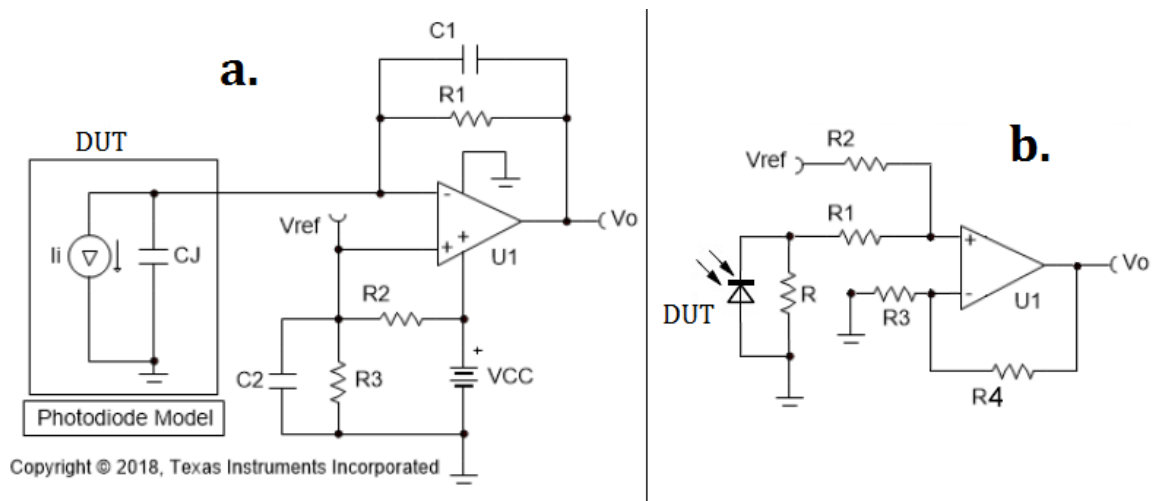 a.
C1
R1
DUT
Ii
CJ
Vref
- 
+ +
U1
Vo
R2
C2
R3
+
VCC
Photodiode Model
Copyright © 2018, Texas Instruments Incorporated
b.
R2
Vref
R1
+
-
U1
Vo
DUT
R
R3
R4